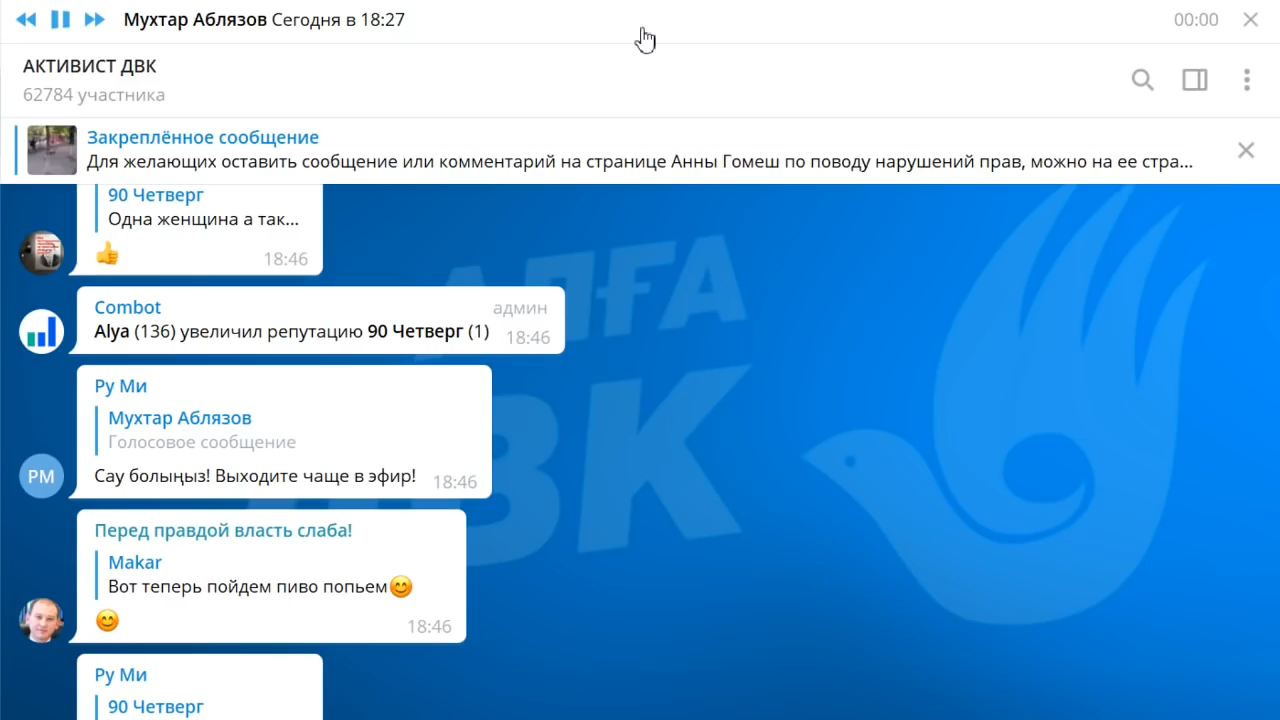 Мухтар Аблязов Сегодня в 18:27
00:00
АКТИВИСТ ДВК
62784 участника
Закреплённое сообщение
Для желающих оставить сообщение или комментарий на странице Анны Гомеш по поводу нарушений прав, можно на ее стра...
90 Четверг
Одна женщина а так...
👍
18:46
Combot
админ
Alya (136) увеличил репутацию 90 Четверг (1)
18:46
Ру Ми
Мухтар Аблязов
Голосовое сообщение
РМ
Сау болыңыз! Выходите чаще в эфир!
18:46
Перед правдой власть слаба!
Makar
Вот теперь пойдем пиво попьем😊
😊
18:46
Ру Ми
90 Четверг
АЛҒА
ДВК